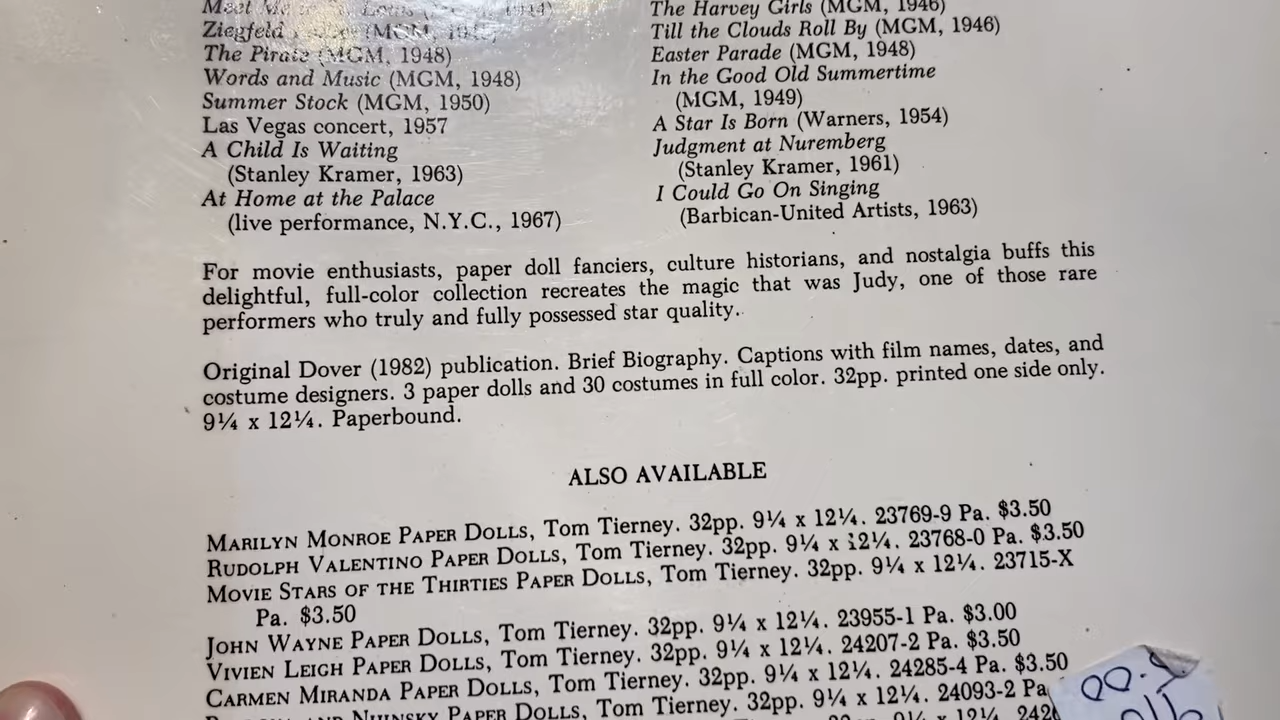 Meet Me
Ziegfeld (MGM,
The Pirate (MGM, 1948)
Words and Music (MGM, 1948)
Summer Stock (MGM, 1950)
Las Vegas concert, 1957
A Child Is Waiting
(Stanley Kramer, 1963)
At Home at the Palace
(live performance, N.Y.C., 1967)
The Harvey Girls (MGM, 1946)
Till the Clouds Roll By (MGM, 1946)
Easter Parade (MGM, 1948)
In the Good Old Summertime
(MGM, 1949)
A Star Is Born (Warners, 1954)
Judgment at Nuremberg
(Stanley Kramer, 1961)
I Could Go On Singing
(Barbican-United Artists, 1963)
For movie enthusiasts, paper doll fanciers, culture historians, and nostalgia buffs this
delightful, full-color collection recreates the magic that was Judy, one of those rare
performers who truly and fully possessed star quality.
Original Dover (1982) publication. Brief Biography. Captions with film names, dates, and
costume designers. 3 paper dolls and 30 costumes in full color. 32pp. printed one side only.
9¼ x 12¼. Paperbound.
ALSO AVAILABLE
MARILYN MONROE PAPER DOLLS, Tom Tierney. 32pp. 9¼ x 12¼. 23769-9 Pa. $3.50
RUDOLPH VALENTINO PAPER DOLLS, Tom Tierney. 32pp. 9¼ x 12¼. 23768-0 Pa. $3.50
MOVIE STARS OF THE THIRTIES PAPER DOLLS, Tom Tierney. 32pp. 9¼ x 12¼. 23715-X
Pa. $3.50
JOHN WAYNE PAPER DOLLS, Tom Tierney. 32pp. 9¼ x 12¼. 23955-1 Pa. $3.00
VIVIEN LEIGH PAPER DOLLS, Tom Tierney. 32pp. 9¼ x 12¼. 24207-2 Pa. $3.50
CARMEN MIRANDA PAPER DOLLS, Tom Tierney. 32pp. 9¼ x 12¼. 24285-4 Pa. $3.50
AND NIJINSKY PAPER DOLLS, Tom Tierney. 32pp. 9¼ x 12¼. 24093-2 Pa
9¼ x 12¼.